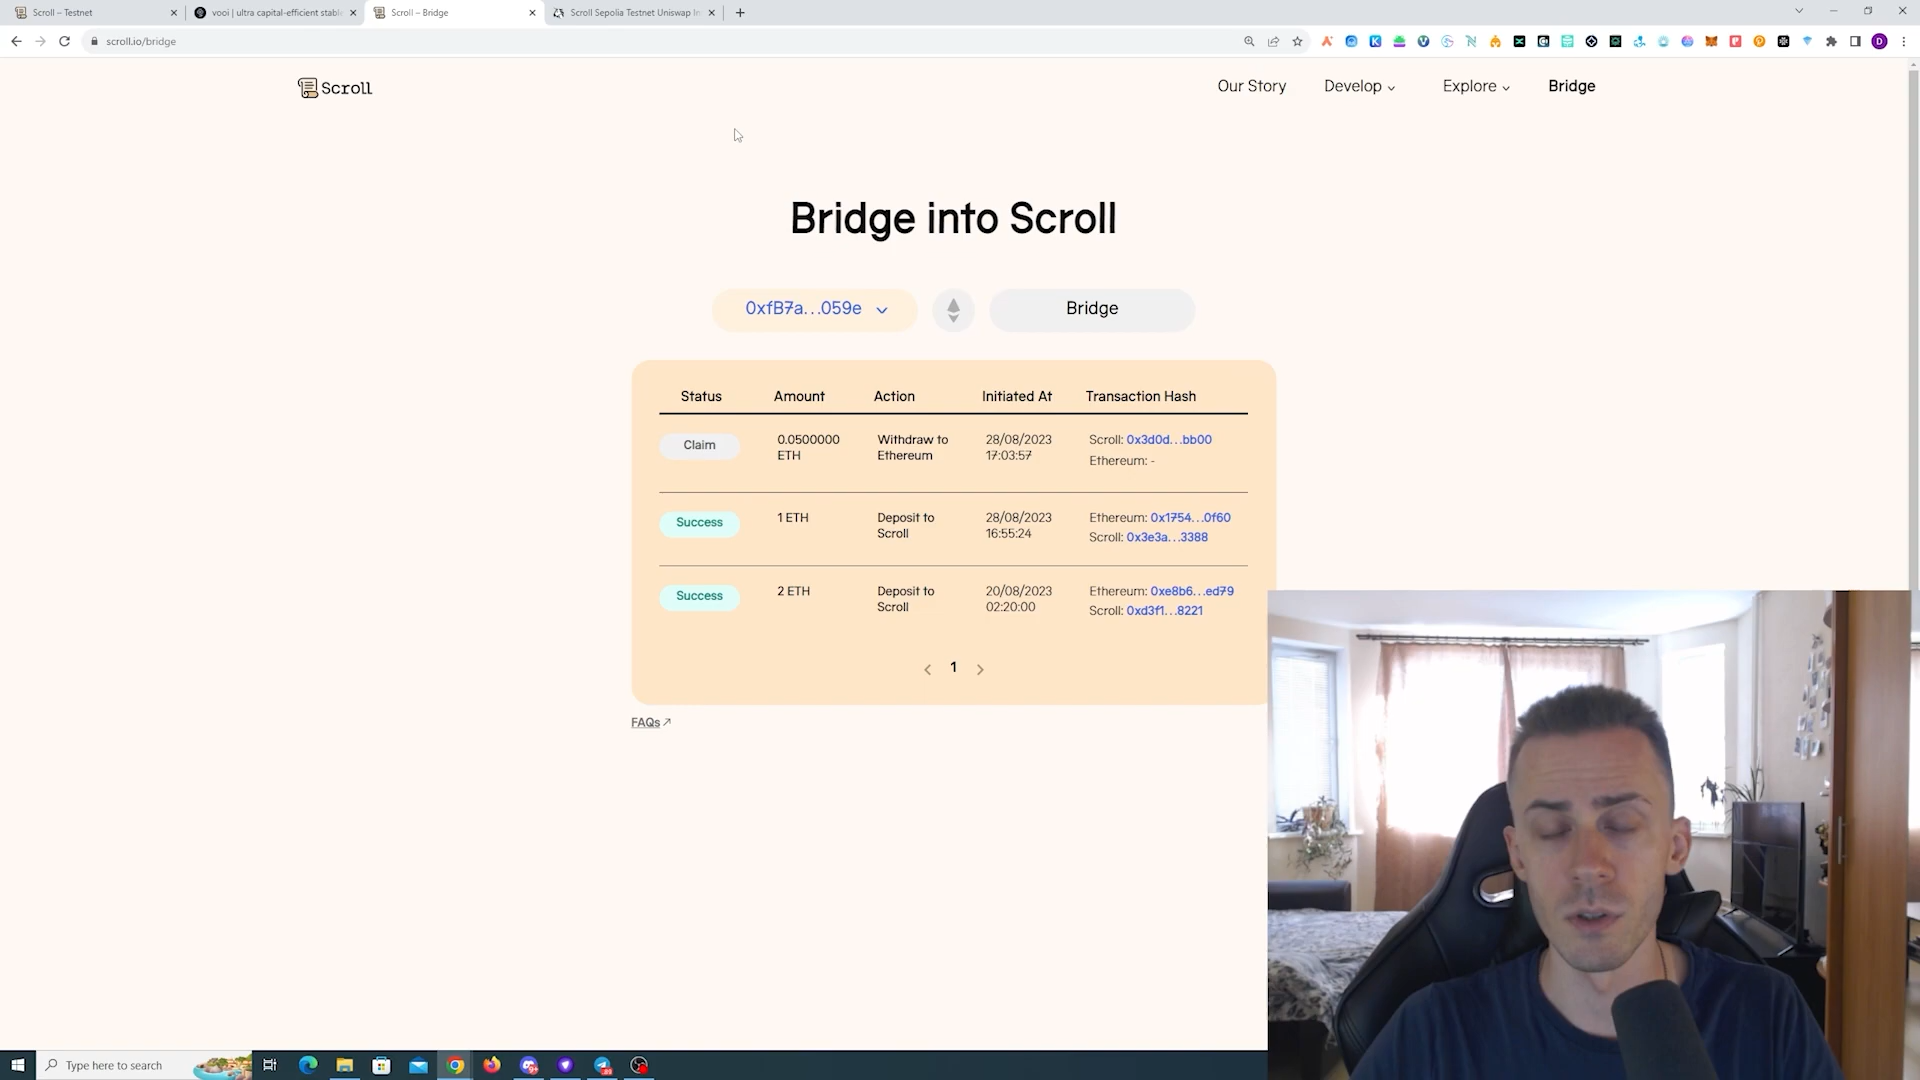 Scroll – Testnet
vooi | ultra capital-efficient stabl
Scroll – Bridge
Scroll Sepolia Testnet Uniswap In
scroll.io/bridge
Scroll
Our Story
Develop
Explore
Bridge
Bridge into Scroll
0xfB7a...059e
Bridge
Status Amount Action Initiated At Transaction Hash
Claim
0.0500000
ETH
Withdraw to
Ethereum
28/08/2023
17:03:57
Scroll: 0x3d0d...bb00
Ethereum: -
Success
1 ETH
Deposit to
Scroll
28/08/2023
16:55:24
Ethereum: 0x1754...0f60
Scroll: 0x3e3a...3388
Success
2 ETH
Deposit to
Scroll
20/08/2023
02:20:00
Ethereum: 0xe8b6...ed79
Scroll: 0xd3f1...8221
1
FAQs
Type here to search